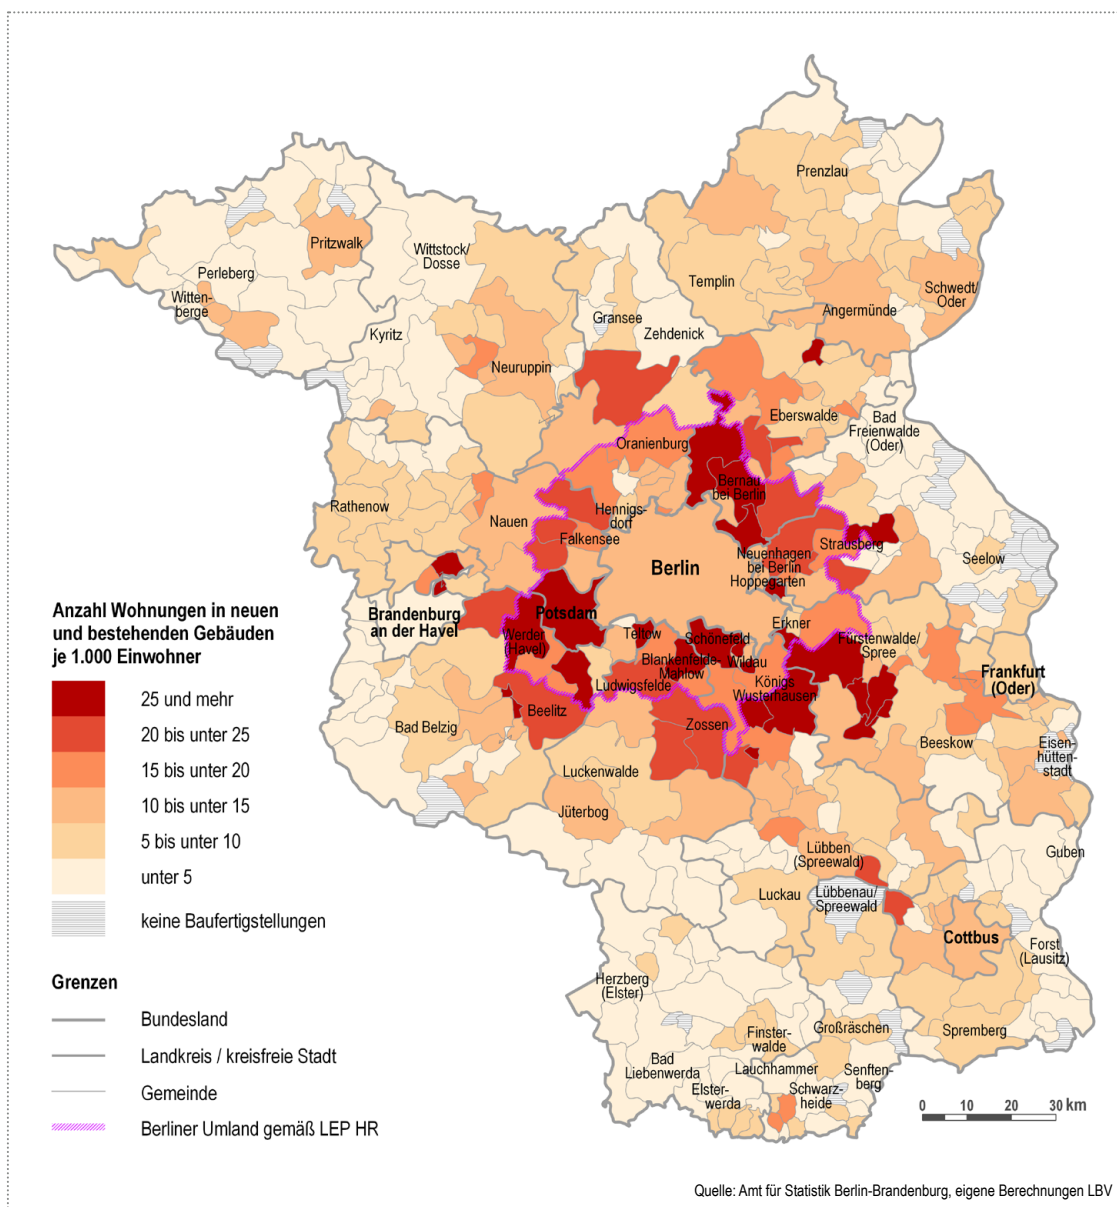 Prenzlau
Pritzwalk
Wittstock/
Dosse
Perleberg
Templin
Witten-
berge
Schwedt/
Oder
Angermünde
Gransee
Zehdenick
Kyritz
Neuruppin
Eberswalde
Bad
Freienwalde
(Oder)
Oranienburg
Bernau
bei Berlin
Rathenow
Nauen
Hennigs-
dorf
Falkensee
Strausberg
Neuenhagen
bei Berlin
Hoppegarten
Seelow
Berlin
Brandenburg
an der Havel
Potsdam
Werder
(Havel)
Teltow
Schönefeld
Erkner
Fürstenwalde/
Spree
Blankenfelde-
Mahlow
Wildau
Ludwigsfelde
Königs
Wusterhausen
Frankfurt
(Oder)
Beelitz
Zossen
Bad Belzig
Beeskow
Eisen-
hütten-
stadt
Luckenwalde
Jüterbog
Lübben
(Spreewald)
Guben
Luckau
Lübbenau/
Spreewald
Cottbus
Forst
(Lausitz)
Herzberg
(Elster)
Finster-
walde
Großräschen
Spremberg
Bad
Liebenwerda
Lauchhammer
Senften-
berg
Elster-
werda
Schwarz-
heide
Anzahl Wohnungen in neuen
und bestehenden Gebäuden
je 1.000 Einwohner
25 und mehr
20 bis unter 25
15 bis unter 20
10 bis unter 15
5 bis unter 10
unter 5
keine Baufertigstellungen
Grenzen
Bundesland
Landkreis / kreisfreie Stadt
Gemeinde
Berliner Umland gemäß LEP HR
0 10 20 30 km
Quelle: Amt für Statistik Berlin-Brandenburg, eigene Berechnungen LBV